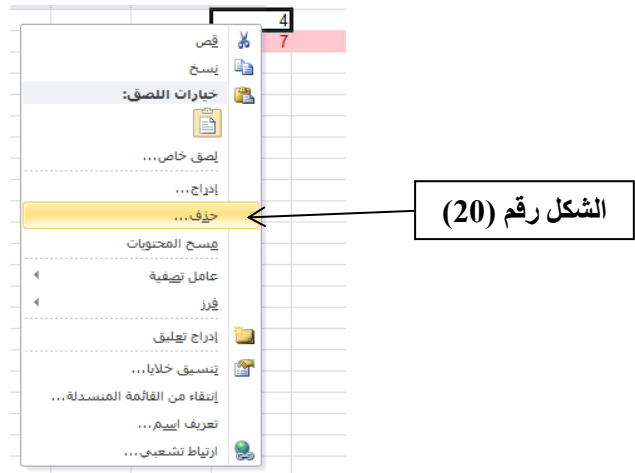 4
7
قص
نسخ
خيارات اللصق:
لصق خاص...
إدراج...
حذف...
مسح المحتويات
عامل تصفية
فرز
إدراج تعليق
تنسيق خلايا...
إنتقاء من القائمة المنسدلة...
تعريف اسم...
ارتباط تشعبي...
الشكل رقم (20)